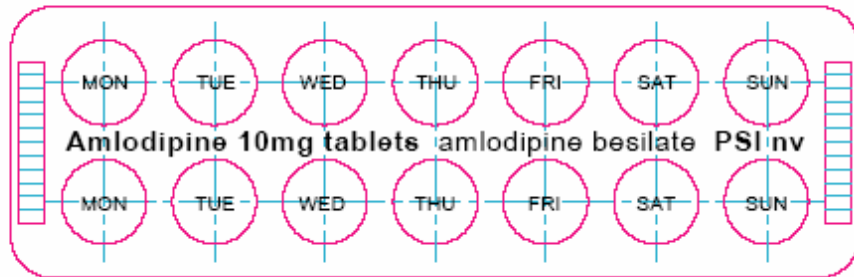 MON TUE WED THU FRI SAT SUN
Amlodipine 10mg tablets amlodipine besilate PSI nv
MON TUE WED THU FRI SAT SUN